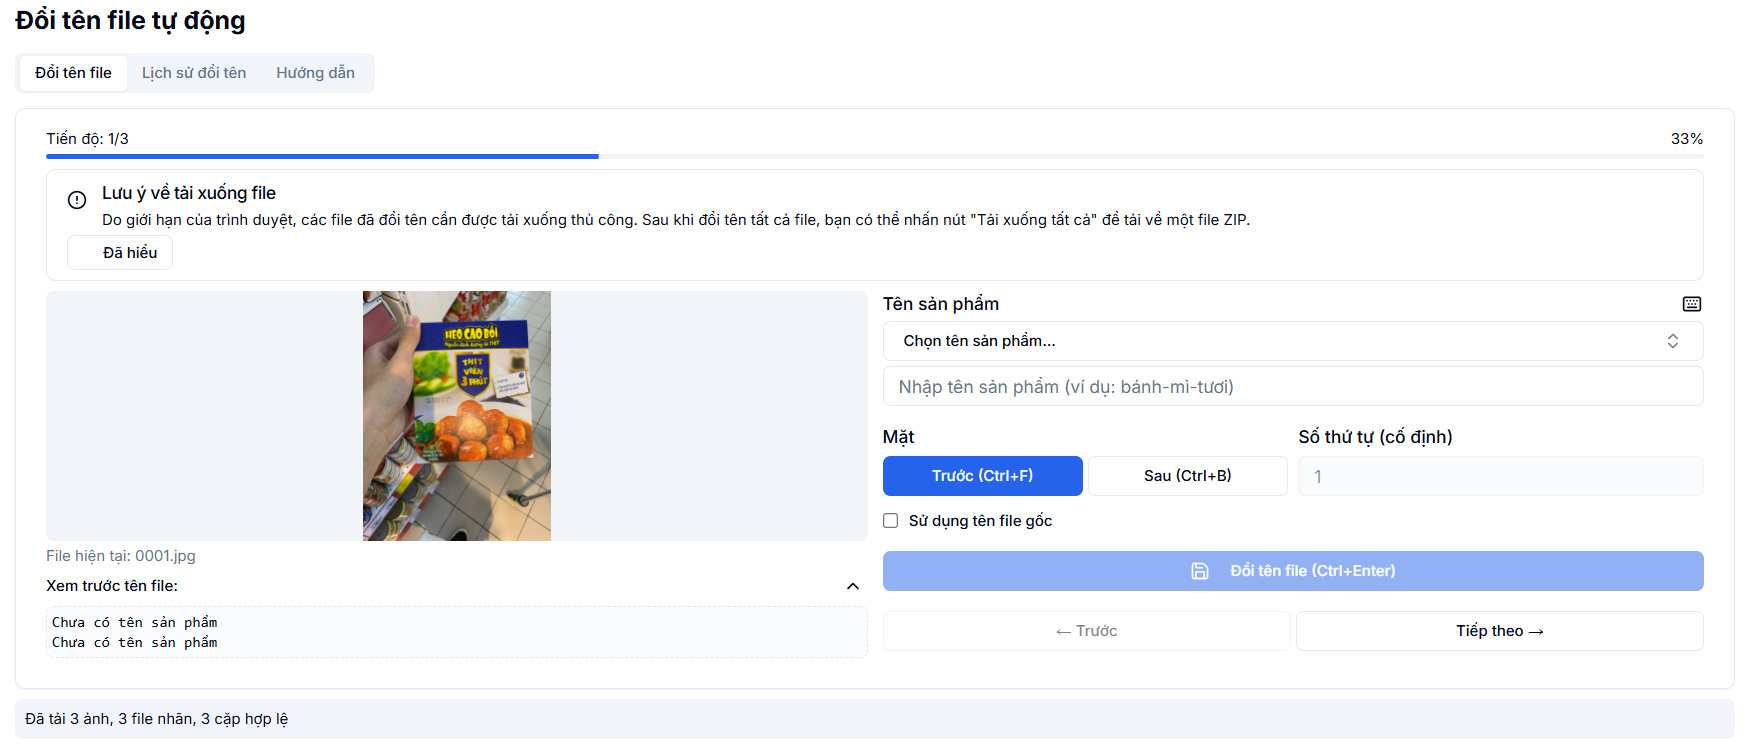 Đổi tên file tự động
Đổi tên file
Lịch sử đổi tên
Hướng dẫn
Tiến độ: 1/3
33%
Lưu ý về tải xuống file
Do giới hạn của trình duyệt, các file đã đổi tên cần được tải xuống thủ công. Sau khi đổi tên tất cả file, bạn có thể nhấn nút "Tải xuống tất cả" để tải về một file ZIP.
Đã hiểu
HEO CAO BỒI
THỊT
VIÊN
3 PHÚT
File hiện tại: 0001.jpg
Xem trước tên file:
Chưa có tên sản phẩm
Chưa có tên sản phẩm
Tên sản phẩm
Chọn tên sản phẩm...
Nhập tên sản phẩm (ví dụ: bánh-mì-tươi)
Mặt
Trước (Ctrl+F)
Sau (Ctrl+B)
Số thứ tự (cố định)
1
Sử dụng tên file gốc
Đổi tên file (Ctrl+Enter)
← Trước
Tiếp theo →
Đã tải 3 ảnh, 3 file nhãn, 3 cặp hợp lệ